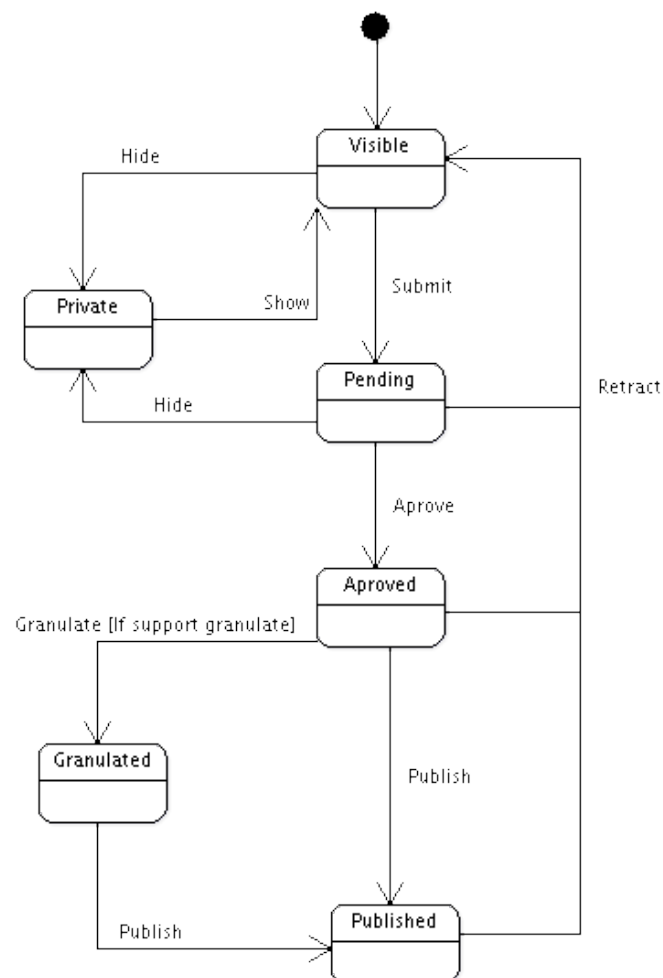 Visible
Hide
Submit
Private
Show
Pending
Retract
Hide
Aprove
Aproved
Granulate [If support granulate]
Granulated
Publish
Published
Publish